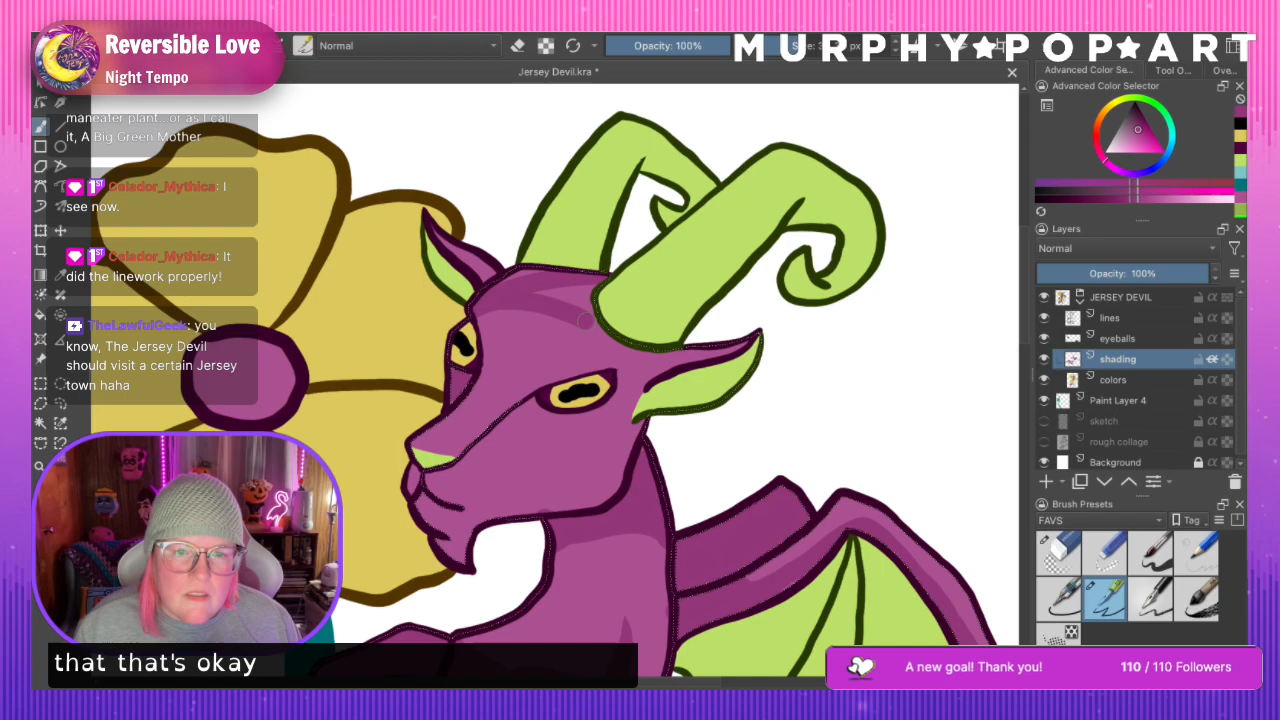 Reversible Love
Night Tempo
MURPHY★POP★ART
Normal
Opacity: 100%
Jersey Devil.kra *
maneater plant...or as I call
it, A Big Green Mother
1ST Calador_Mythica: I
see now.
1ST Calador_Mythica: It
did the linework properly!
TheLawfulGeek: you
know, The Jersey Devil
should visit a certain Jersey
town haha
Advanced Color Se...
Tool O...
Ove...
Advanced Color Selector
Layers
Normal
Opacity: 100%
JERSEY DEVIL
lines
eyeballs
shading
colors
Paint Layer 4
sketch
rough collage
Background
Brush Presets
FAVS
Tag
that that's okay
A new goal! Thank you!
110 / 110 Followers